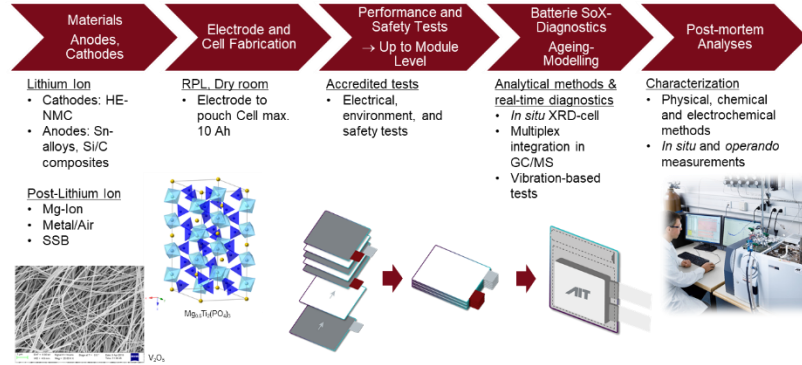 Materials
Anodes,
Cathodes
Electrode and
Cell Fabrication
Performance and
Safety Tests
→ Up to Module
Level
Batterie SoX-
Diagnostics
Ageing-
Modelling
Post-mortem
Analyses
Lithium Ion
• Cathodes: HE-
NMC
• Anodes: Sn-
alloys, Si/C
composites
Post-Lithium Ion
• Mg-Ion
• Metal/Air
• SSB
RPL, Dry room
• Electrode to
pouch Cell max.
10 Ah
Accredited tests
• Electrical,
environment, and
safety tests
Analytical methods &
real-time diagnostics
• In situ XRD-cell
• Multiplex
integration in
GC/MS
• Vibration-based
tests
Characterization
• Physical, chemical
and electrochemical
methods
• In situ and operando
measurements
V₂O₅
AIT